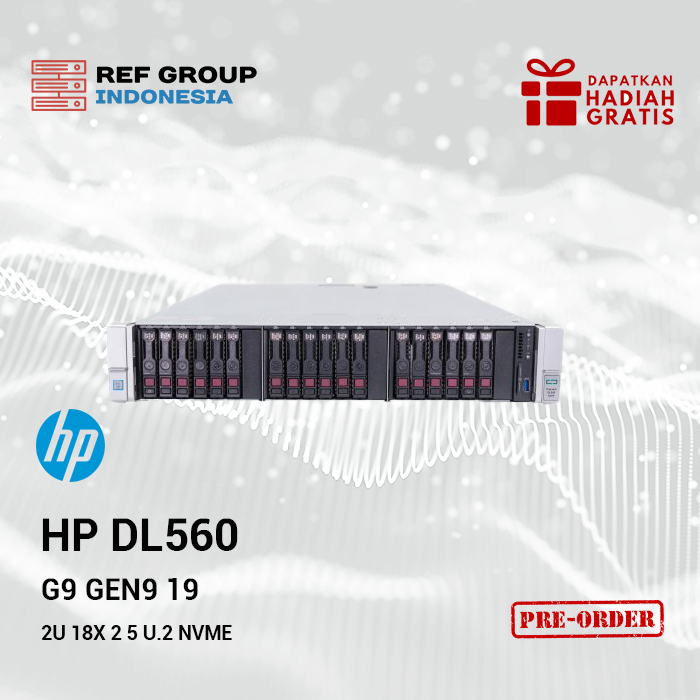 REF GROUP
INDONESIA
DAPATKAN
HADIAH
GRATIS
hp
HP DL560
G9 GEN9 19
2U 18X 2 5 U.2 NVME
PRE-ORDER